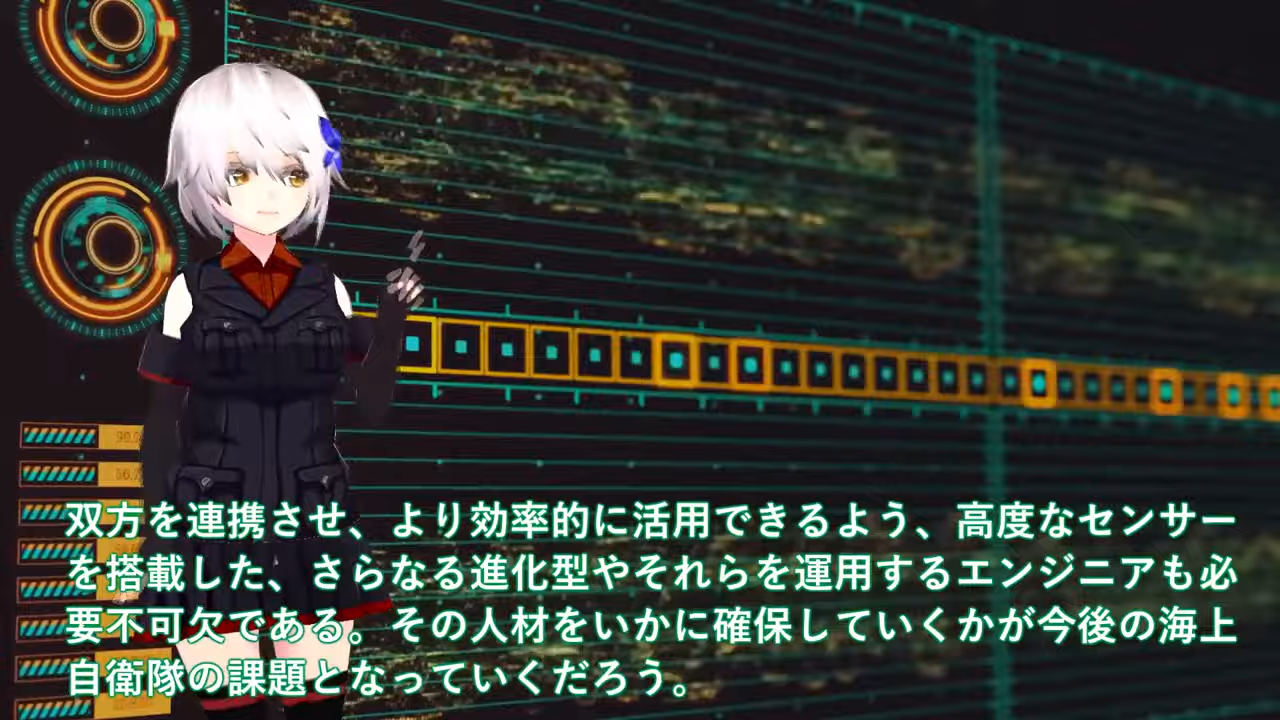 双方を連携させ、より効率的に活用できるよう、高度なセンサー
を搭載した、さらなる進化型やそれらを運用するエンジニアも必
要不可欠である。その人材をいかに確保していくかが今後の海上
自衛隊の課題となっていくだろう。